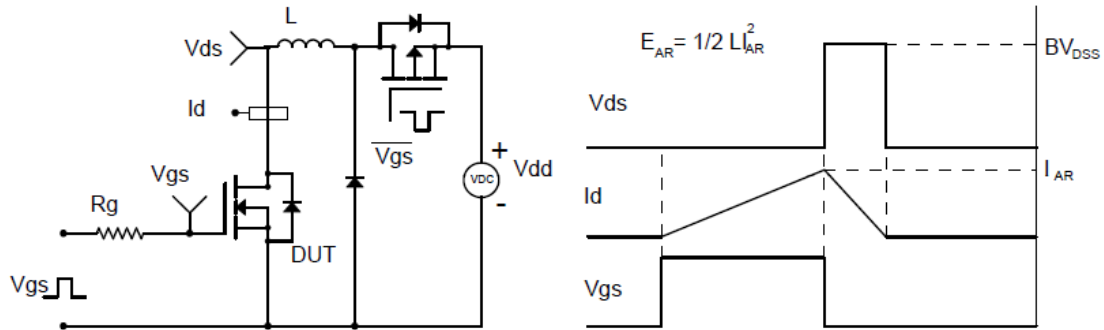 L
Vds
Id
Vgs
Vgs
Rg
DUT
Vgs
+
VDC
-
Vdd
E_AR = 1/2 LI²_AR
BV_DSS
Vds
I_AR
Id
Vgs